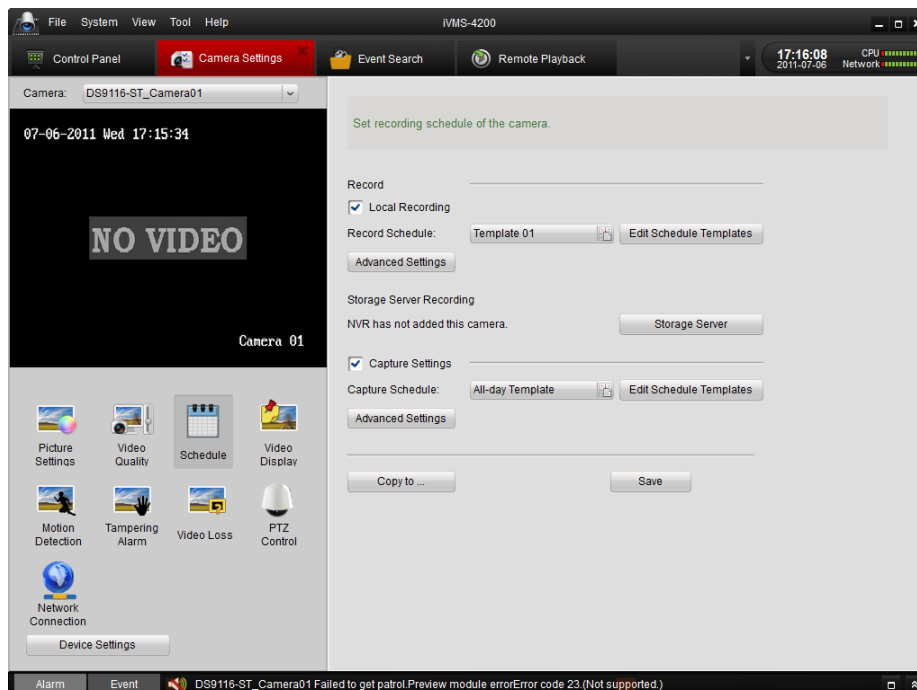 File System View Tool Help
iVMS-4200
Control Panel
Camera Settings
Event Search
Remote Playback
17:16:08
2011-07-06
CPU
Network
Camera: DS9116-ST_Camera01
07-06-2011 Wed 17:15:34
NO VIDEO
Camera 01
Picture
Settings
Video
Quality
Schedule
Video
Display
Motion
Detection
Tampering
Alarm
Video Loss
PTZ
Control
Network
Connection
Device Settings
Set recording schedule of the camera.
Record
Local Recording
Record Schedule: Template 01 Edit Schedule Templates
Advanced Settings
Storage Server Recording
NVR has not added this camera. Storage Server
Capture Settings
Capture Schedule: All-day Template Edit Schedule Templates
Advanced Settings
Copy to ... Save
Alarm Event DS9116-ST_Camera01 Failed to get patrol.Preview module errorError code 23.(Not supported.)